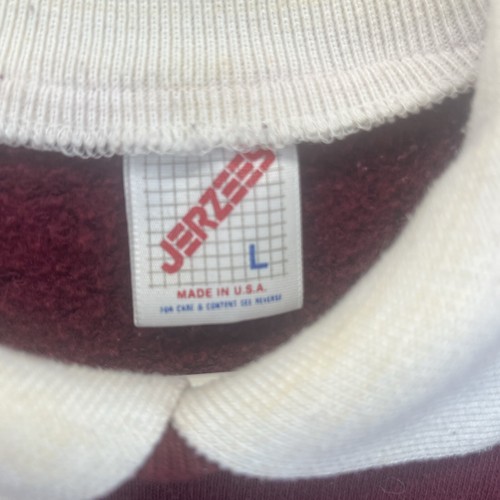 JERZEES
L
MADE IN U.S.A.
FOR CARE & CONTENT SEE REVERSE